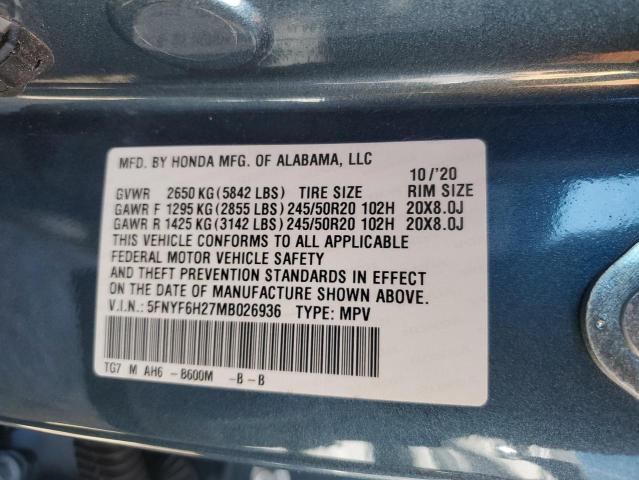 MFD. BY HONDA MFG. OF ALABAMA, LLC 10/'20
GVWR 2650 KG (5842 LBS) TIRE SIZE RIM SIZE
GAWR F 1295 KG (2855 LBS) 245/50R20 102H 20X8.0J
GAWR R 1425 KG (3142 LBS) 245/50R20 102H 20X8.0J
THIS VEHICLE CONFORMS TO ALL APPLICABLE
FEDERAL MOTOR VEHICLE SAFETY
AND THEFT PREVENTION STANDARDS IN EFFECT
ON THE DATE OF MANUFACTURE SHOWN ABOVE.
V.I.N.: 5FNYF6H27MB026936 TYPE: MPV
TG7 M AH6 - B600M -B - B